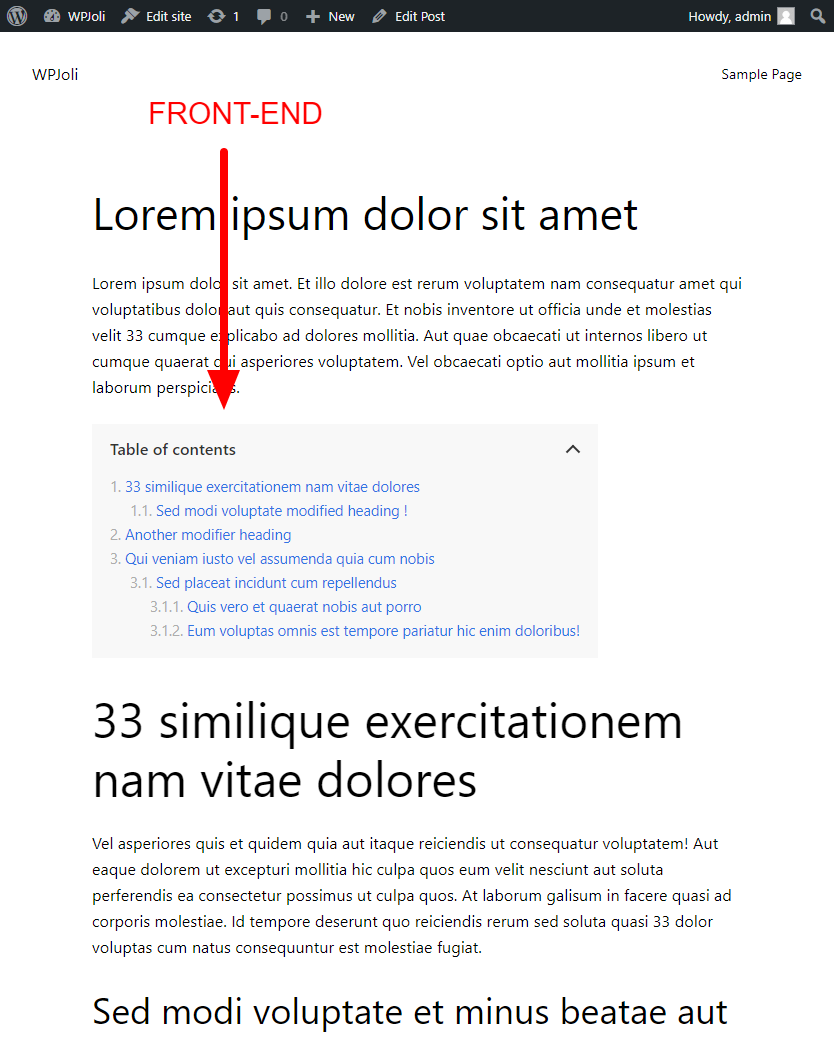 WPJoli Edit site 1 0 New Edit Post Howdy, admin
WPJoli Sample Page
FRONT-END
Lorem ipsum dolor sit amet
Lorem ipsum dolor sit amet. Et illo dolore est rerum voluptatem nam consequatur amet qui
voluptatibus dolor aut quis consequatur. Et nobis inventore ut officia unde et molestias
velit 33 cumque explicabo ad dolores mollitia. Aut quae obcaecati ut internos libero ut
cumque quaerat qui asperiores voluptatem. Vel obcaecati optio aut mollitia ipsum et
laborum perspiciatis.
Table of contents
1. 33 similique exercitationem nam vitae dolores
1.1. Sed modi voluptate modified heading !
2. Another modifier heading
3. Qui veniam iusto vel assumenda quia cum nobis
3.1. Sed placeat incidunt cum repellendus
3.1.1. Quis vero et quaerat nobis aut porro
3.1.2. Eum voluptas omnis est tempore pariatur hic enim doloribus!
33 similique exercitationem
nam vitae dolores
Vel asperiores quis et quidem quia aut itaque reiciendis ut consequatur voluptatem! Aut
eaque dolorem ut excepturi mollitia hic culpa quos eum velit nesciunt aut soluta
perferendis ea consectetur possimus ut culpa quos. At laborum galisum in facere quasi ad
corporis molestiae. Id tempore deserunt quo reiciendis rerum sed soluta quasi 33 dolor
voluptas cum natus consequuntur est molestiae fugiat.
Sed modi voluptate et minus beatae aut